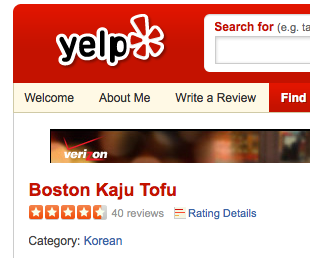 yelp
Search for (e.g. ta
Welcome About Me Write a Review Find
verizon
Boston Kaju Tofu
40 reviews Rating Details
Category: Korean